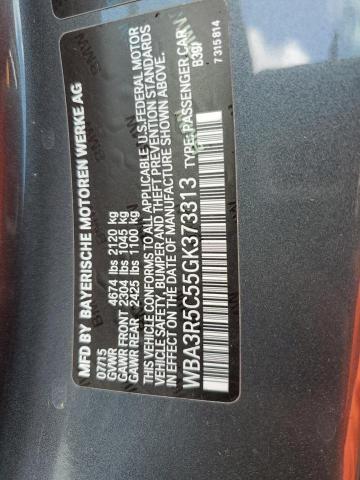 MFD BY BAYERISCHE MOTOREN WERKE AG
07/15
GVWR 4674 lbs 2120 kg
GAWR FRONT 2304 lbs 1045 kg
GAWR REAR 2425 lbs 1100 kg
THIS VEHICLE CONFORMS TO ALL APPLICABLE U.S. FEDERAL MOTOR
VEHICLE SAFETY, BUMPER AND THEFT PREVENTION STANDARDS
IN EFFECT ON THE DATE OF MANUFACTURE SHOWN ABOVE.
WBA3R5C55GK373313 TYPE: PASSENGER CAR
B39/
7 315 814